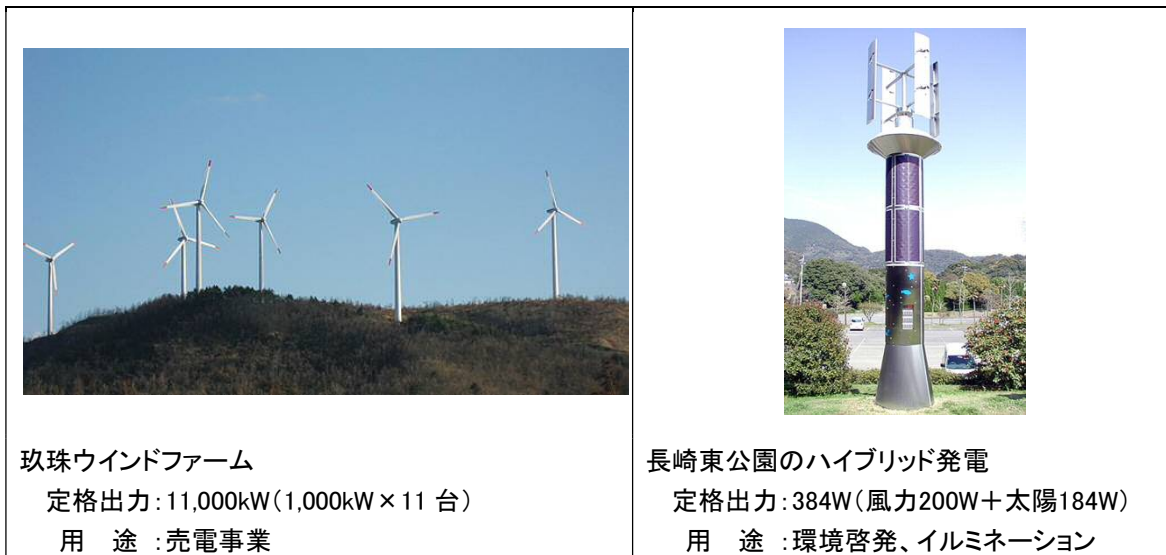 玖珠ウインドファーム
定格出力:11,000kW(1,000kW×11 台)
用　途 :売電事業
長崎東公園のハイブリッド発電
定格出力:384W(風力200W+太陽184W)
用　途 :環境啓発、イルミネーション